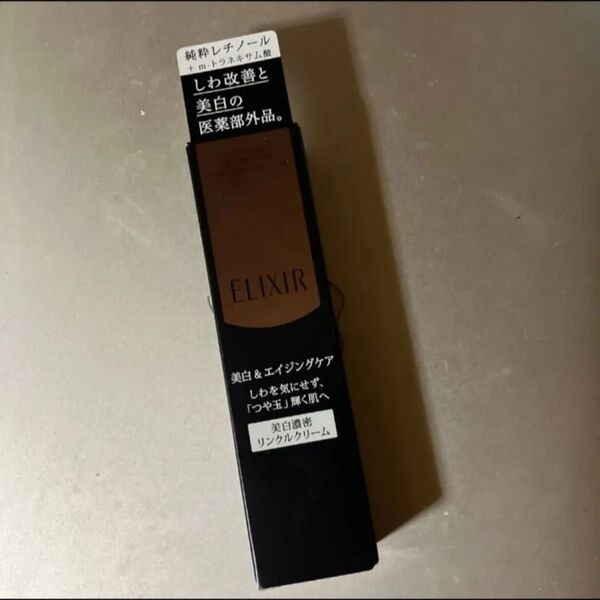 純粋レチノール
+ m-トラネキサム酸
しわ改善と
美白の
医薬部外品。
ELIXIR
美白&エイジングケア
しわを気にせず、
「つや玉」輝く肌へ
美白濃密
リンクルクリーム